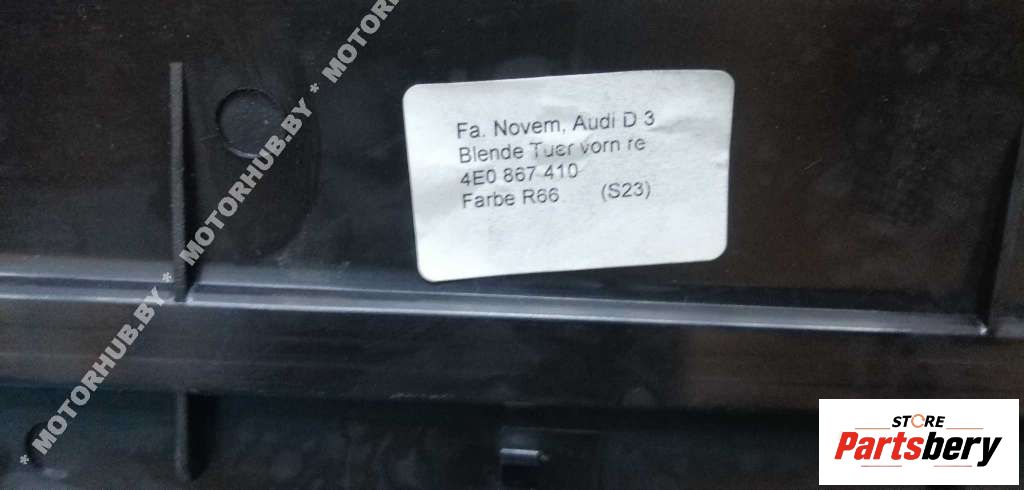 * MOTORHUB.BY * MOTORHUB.BY * MOTORHUB.BY
Fa. Novem, Audi D 3
Blende Tuer vorn re
4E0 867 410
Farbe R66 (S23)
STORE
Partsbery